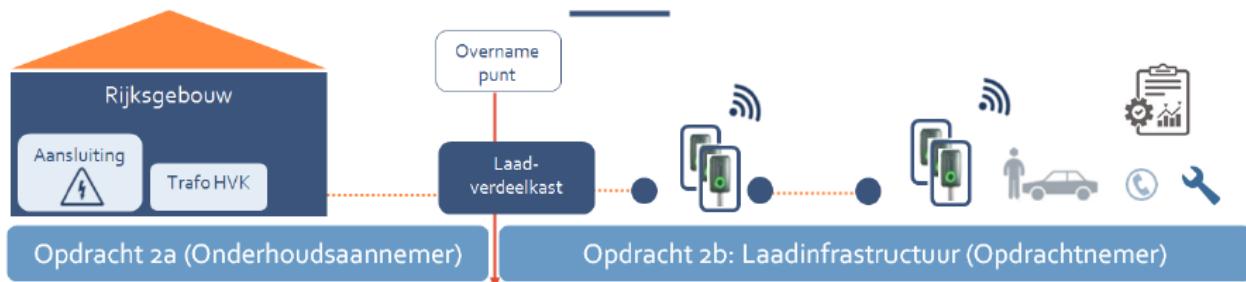 Overname
punt
Rijksgebouw
Aansluiting
Trafo HVK
Laad-
verdeelkast
Opdracht 2a (Onderhoudsaannemer)
Opdracht 2b: Laadinfrastructuur (Opdrachtnemer)